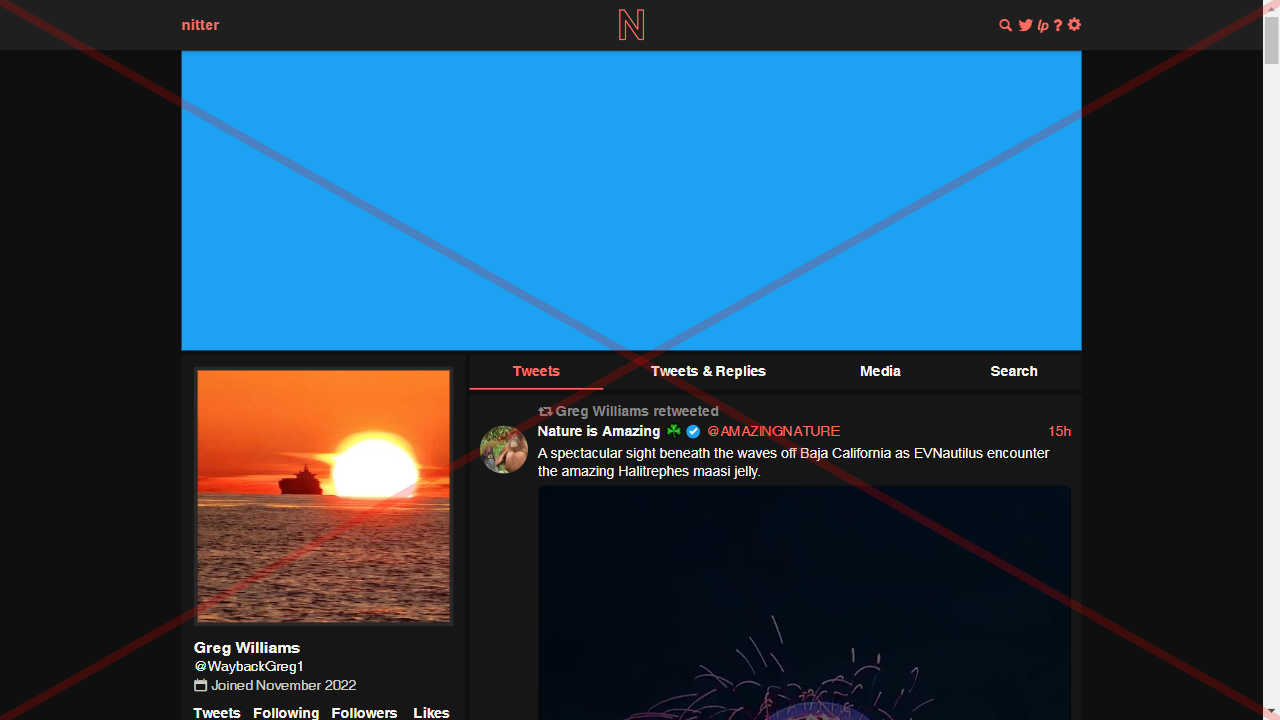 nitter
N
lp ?
Tweets
Tweets & Replies
Media
Search
Greg Williams retweeted
Nature is Amazing ☘️ @AMAZINGNATURE 15h
A spectacular sight beneath the waves off Baja California as EVNautilus encounter
the amazing Halitrephes maasi jelly.
Greg Williams
@WaybackGreg1
Joined November 2022
Tweets Following Followers Likes